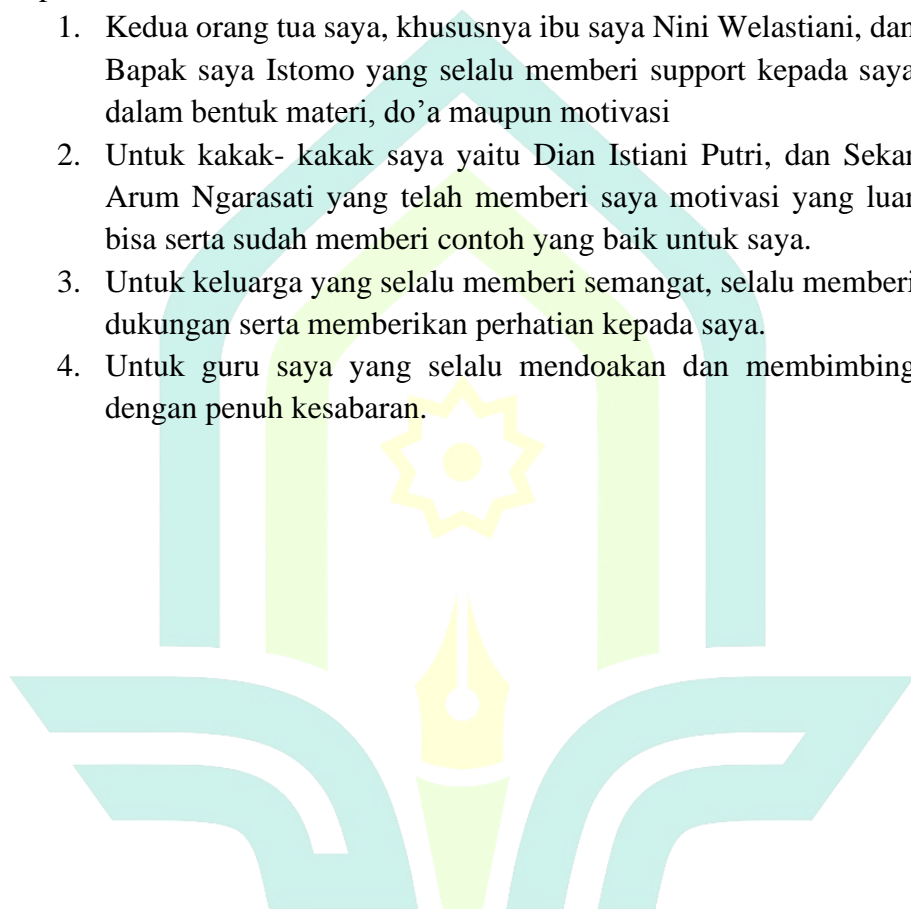 1. Kedua orang tua saya, khususnya ibu saya Nini Welastiani, dan
Bapak saya Istomo yang selalu memberi support kepada saya
dalam bentuk materi, do’a maupun motivasi
2. Untuk kakak- kakak saya yaitu Dian Istiani Putri, dan Sekar
Arum Ngarasati yang telah memberi saya motivasi yang luar
bisa serta sudah memberi contoh yang baik untuk saya.
3. Untuk keluarga yang selalu memberi semangat, selalu memberi
dukungan serta memberikan perhatian kepada saya.
4. Untuk guru saya yang selalu mendoakan dan membimbing
dengan penuh kesabaran.